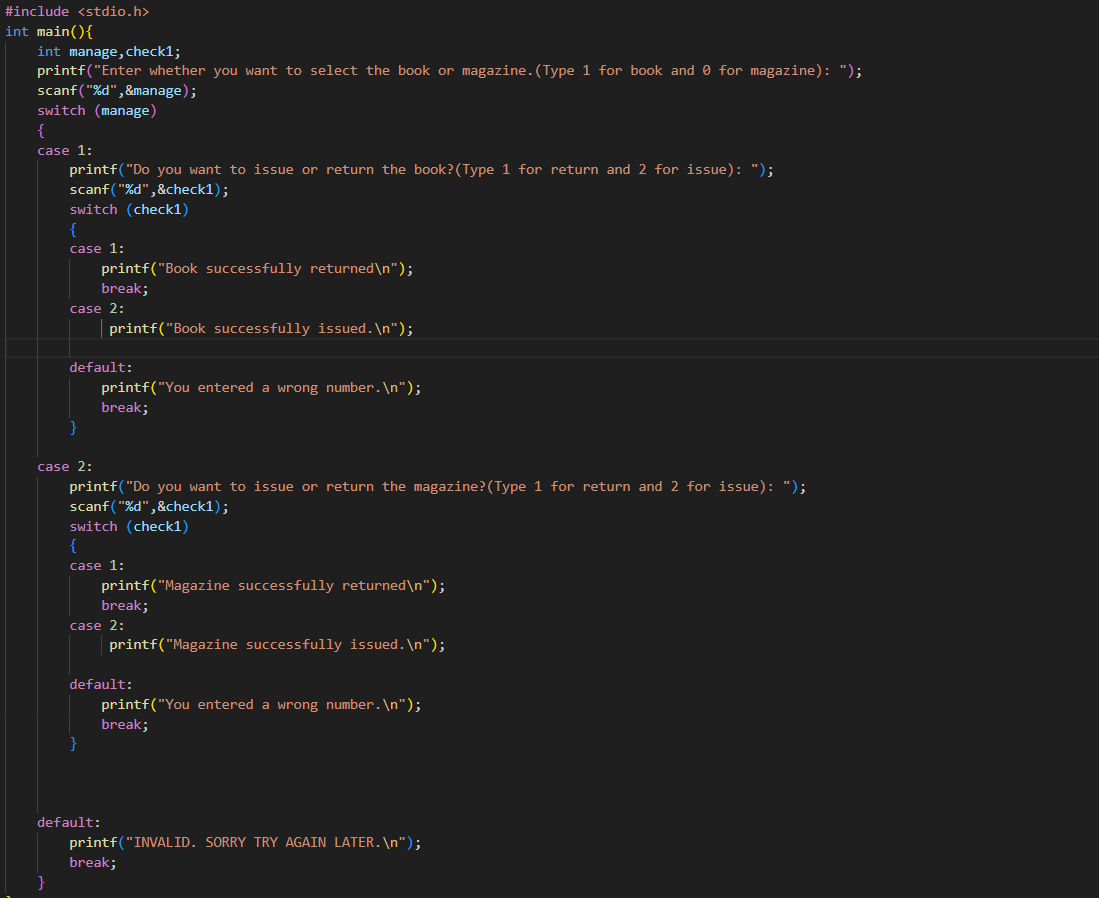 #include <stdio.h>
int main(){
    int manage,check1;
    printf("Enter whether you want to select the book or magazine.(Type 1 for book and 0 for magazine): ");
    scanf("%d",&manage);
    switch (manage)
    {
    case 1:
        printf("Do you want to issue or return the book?(Type 1 for return and 2 for issue): ");
        scanf("%d",&check1);
        switch (check1)
        {
        case 1:
            printf("Book successfully returned\n");
            break;
        case 2:
             printf("Book successfully issued.\n");
        default:
            printf("You entered a wrong number.\n");
            break;
        }
    case 2:
        printf("Do you want to issue or return the magazine?(Type 1 for return and 2 for issue): ");
        scanf("%d",&check1);
        switch (check1)
        {
        case 1:
            printf("Magazine successfully returned\n");
            break;
        case 2:
             printf("Magazine successfully issued.\n");
        default:
            printf("You entered a wrong number.\n");
            break;
        }
    default:
        printf("INVALID. SORRY TRY AGAIN LATER.\n");
        break;
    }